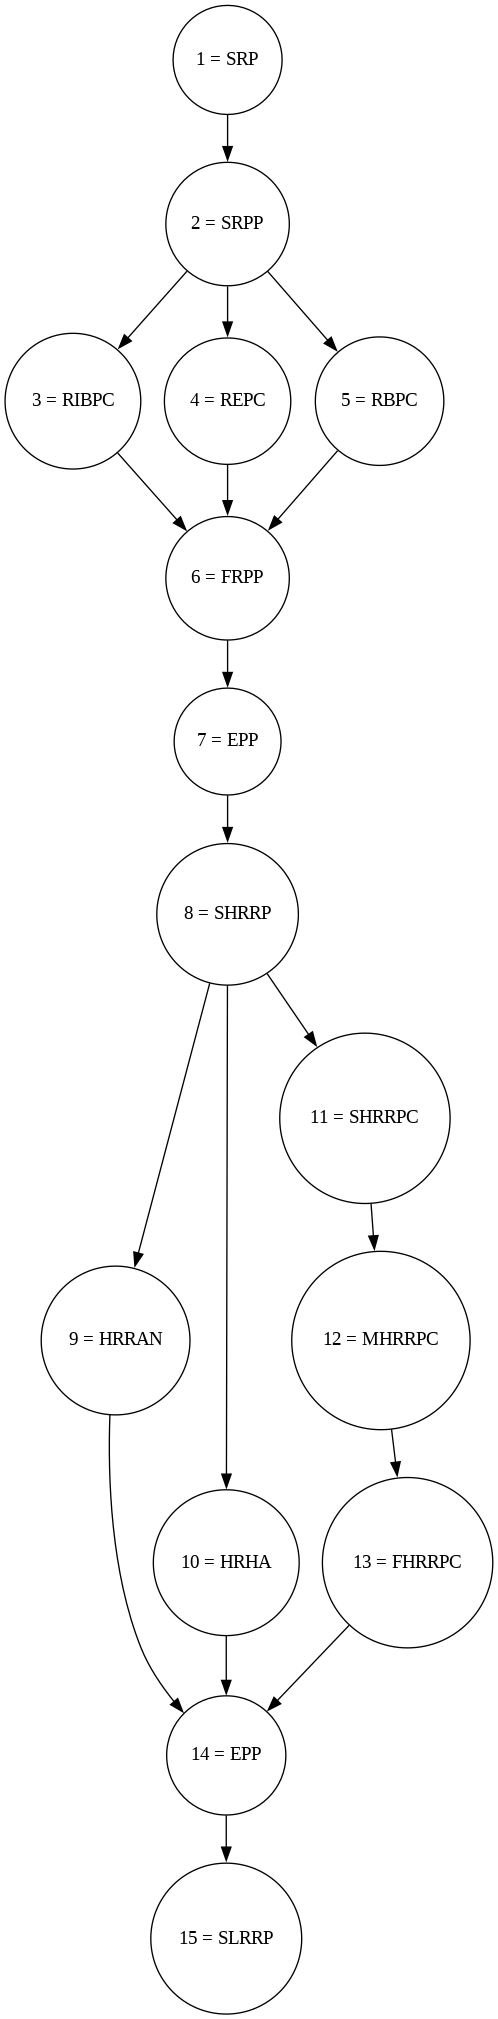 1 = SRP
2 = SRPP
3 = RIBPC
4 = REPC
5 = RBPC
6 = FRPP
7 = EPP
8 = SHRRP
11 = SHRRPC
9 = HRRAN
12 = MHRRPC
10 = HRHA
13 = FHRRPC
14 = EPP
15 = SLRRP